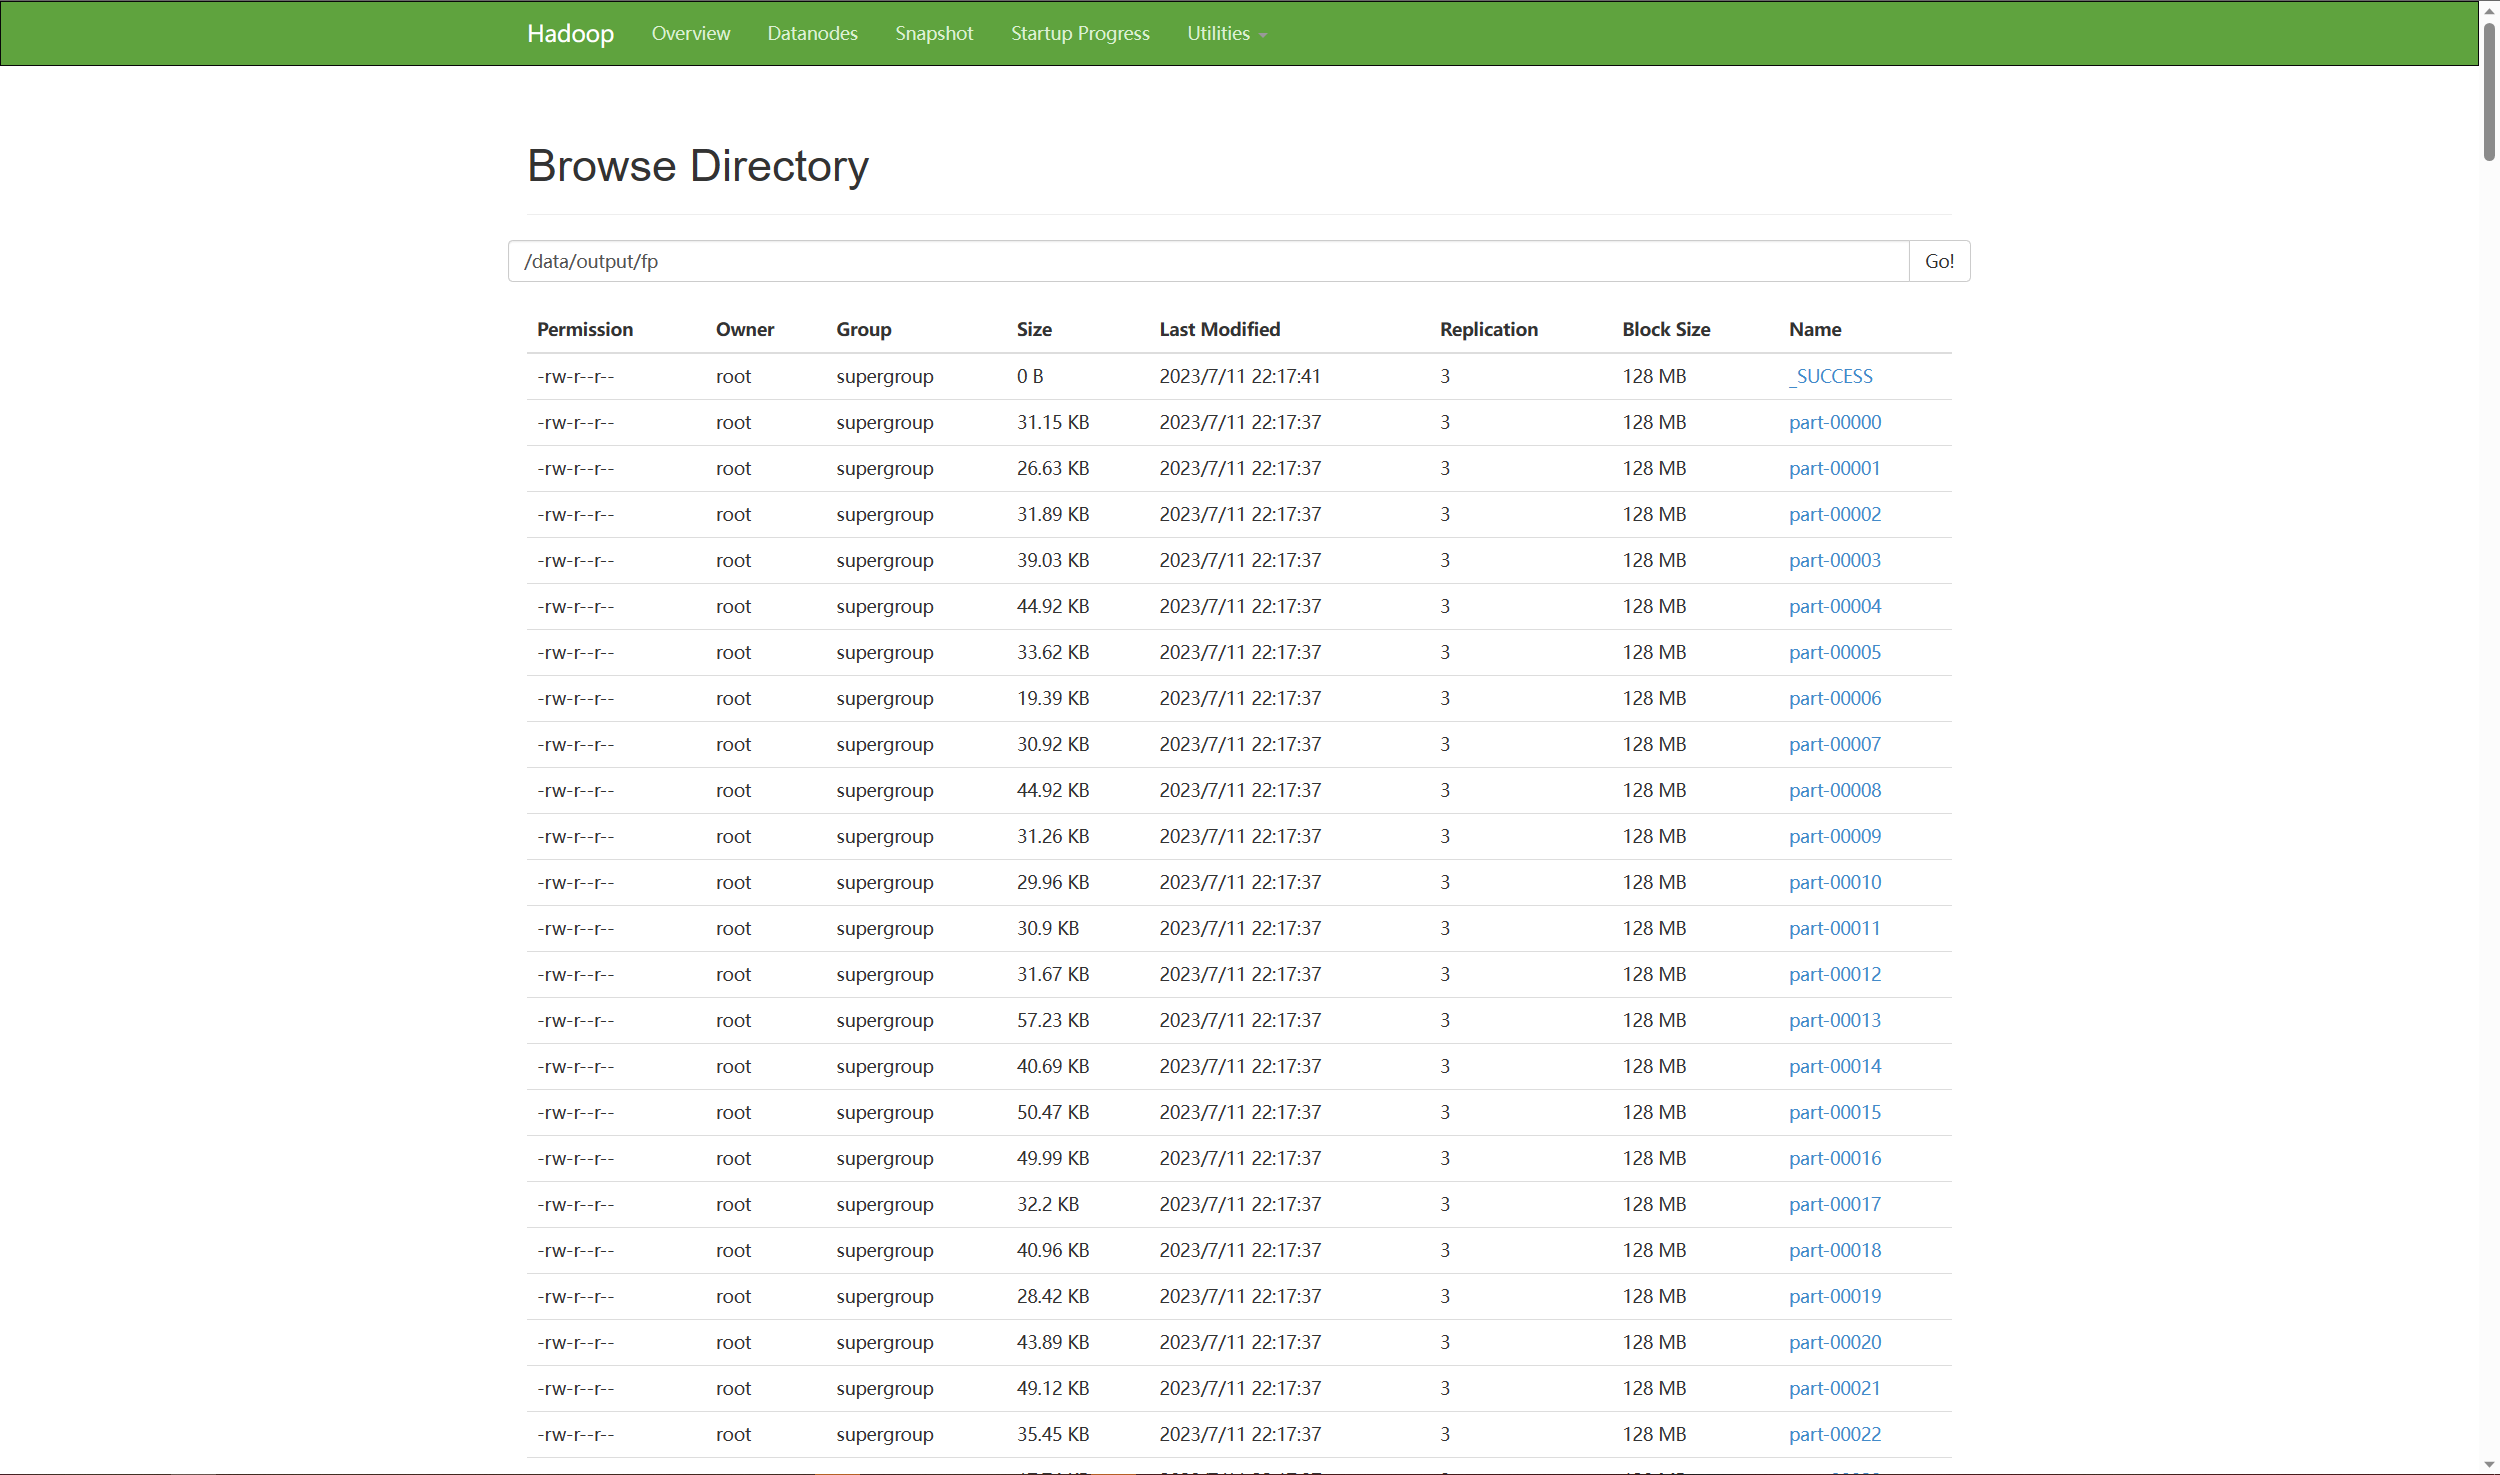 Hadoop Overview Datanodes Snapshot Startup Progress Utilities
Browse Directory
/data/output/fp Go!
Permission Owner Group Size Last Modified Replication Block Size Name
-rw-r--r-- root supergroup 0 B 2023/7/11 22:17:41 3 128 MB _SUCCESS
-rw-r--r-- root supergroup 31.15 KB 2023/7/11 22:17:37 3 128 MB part-00000
-rw-r--r-- root supergroup 26.63 KB 2023/7/11 22:17:37 3 128 MB part-00001
-rw-r--r-- root supergroup 31.89 KB 2023/7/11 22:17:37 3 128 MB part-00002
-rw-r--r-- root supergroup 39.03 KB 2023/7/11 22:17:37 3 128 MB part-00003
-rw-r--r-- root supergroup 44.92 KB 2023/7/11 22:17:37 3 128 MB part-00004
-rw-r--r-- root supergroup 33.62 KB 2023/7/11 22:17:37 3 128 MB part-00005
-rw-r--r-- root supergroup 19.39 KB 2023/7/11 22:17:37 3 128 MB part-00006
-rw-r--r-- root supergroup 30.92 KB 2023/7/11 22:17:37 3 128 MB part-00007
-rw-r--r-- root supergroup 44.92 KB 2023/7/11 22:17:37 3 128 MB part-00008
-rw-r--r-- root supergroup 31.26 KB 2023/7/11 22:17:37 3 128 MB part-00009
-rw-r--r-- root supergroup 29.96 KB 2023/7/11 22:17:37 3 128 MB part-00010
-rw-r--r-- root supergroup 30.9 KB 2023/7/11 22:17:37 3 128 MB part-00011
-rw-r--r-- root supergroup 31.67 KB 2023/7/11 22:17:37 3 128 MB part-00012
-rw-r--r-- root supergroup 57.23 KB 2023/7/11 22:17:37 3 128 MB part-00013
-rw-r--r-- root supergroup 40.69 KB 2023/7/11 22:17:37 3 128 MB part-00014
-rw-r--r-- root supergroup 50.47 KB 2023/7/11 22:17:37 3 128 MB part-00015
-rw-r--r-- root supergroup 49.99 KB 2023/7/11 22:17:37 3 128 MB part-00016
-rw-r--r-- root supergroup 32.2 KB 2023/7/11 22:17:37 3 128 MB part-00017
-rw-r--r-- root supergroup 40.96 KB 2023/7/11 22:17:37 3 128 MB part-00018
-rw-r--r-- root supergroup 28.42 KB 2023/7/11 22:17:37 3 128 MB part-00019
-rw-r--r-- root supergroup 43.89 KB 2023/7/11 22:17:37 3 128 MB part-00020
-rw-r--r-- root supergroup 49.12 KB 2023/7/11 22:17:37 3 128 MB part-00021
-rw-r--r-- root supergroup 35.45 KB 2023/7/11 22:17:37 3 128 MB part-00022